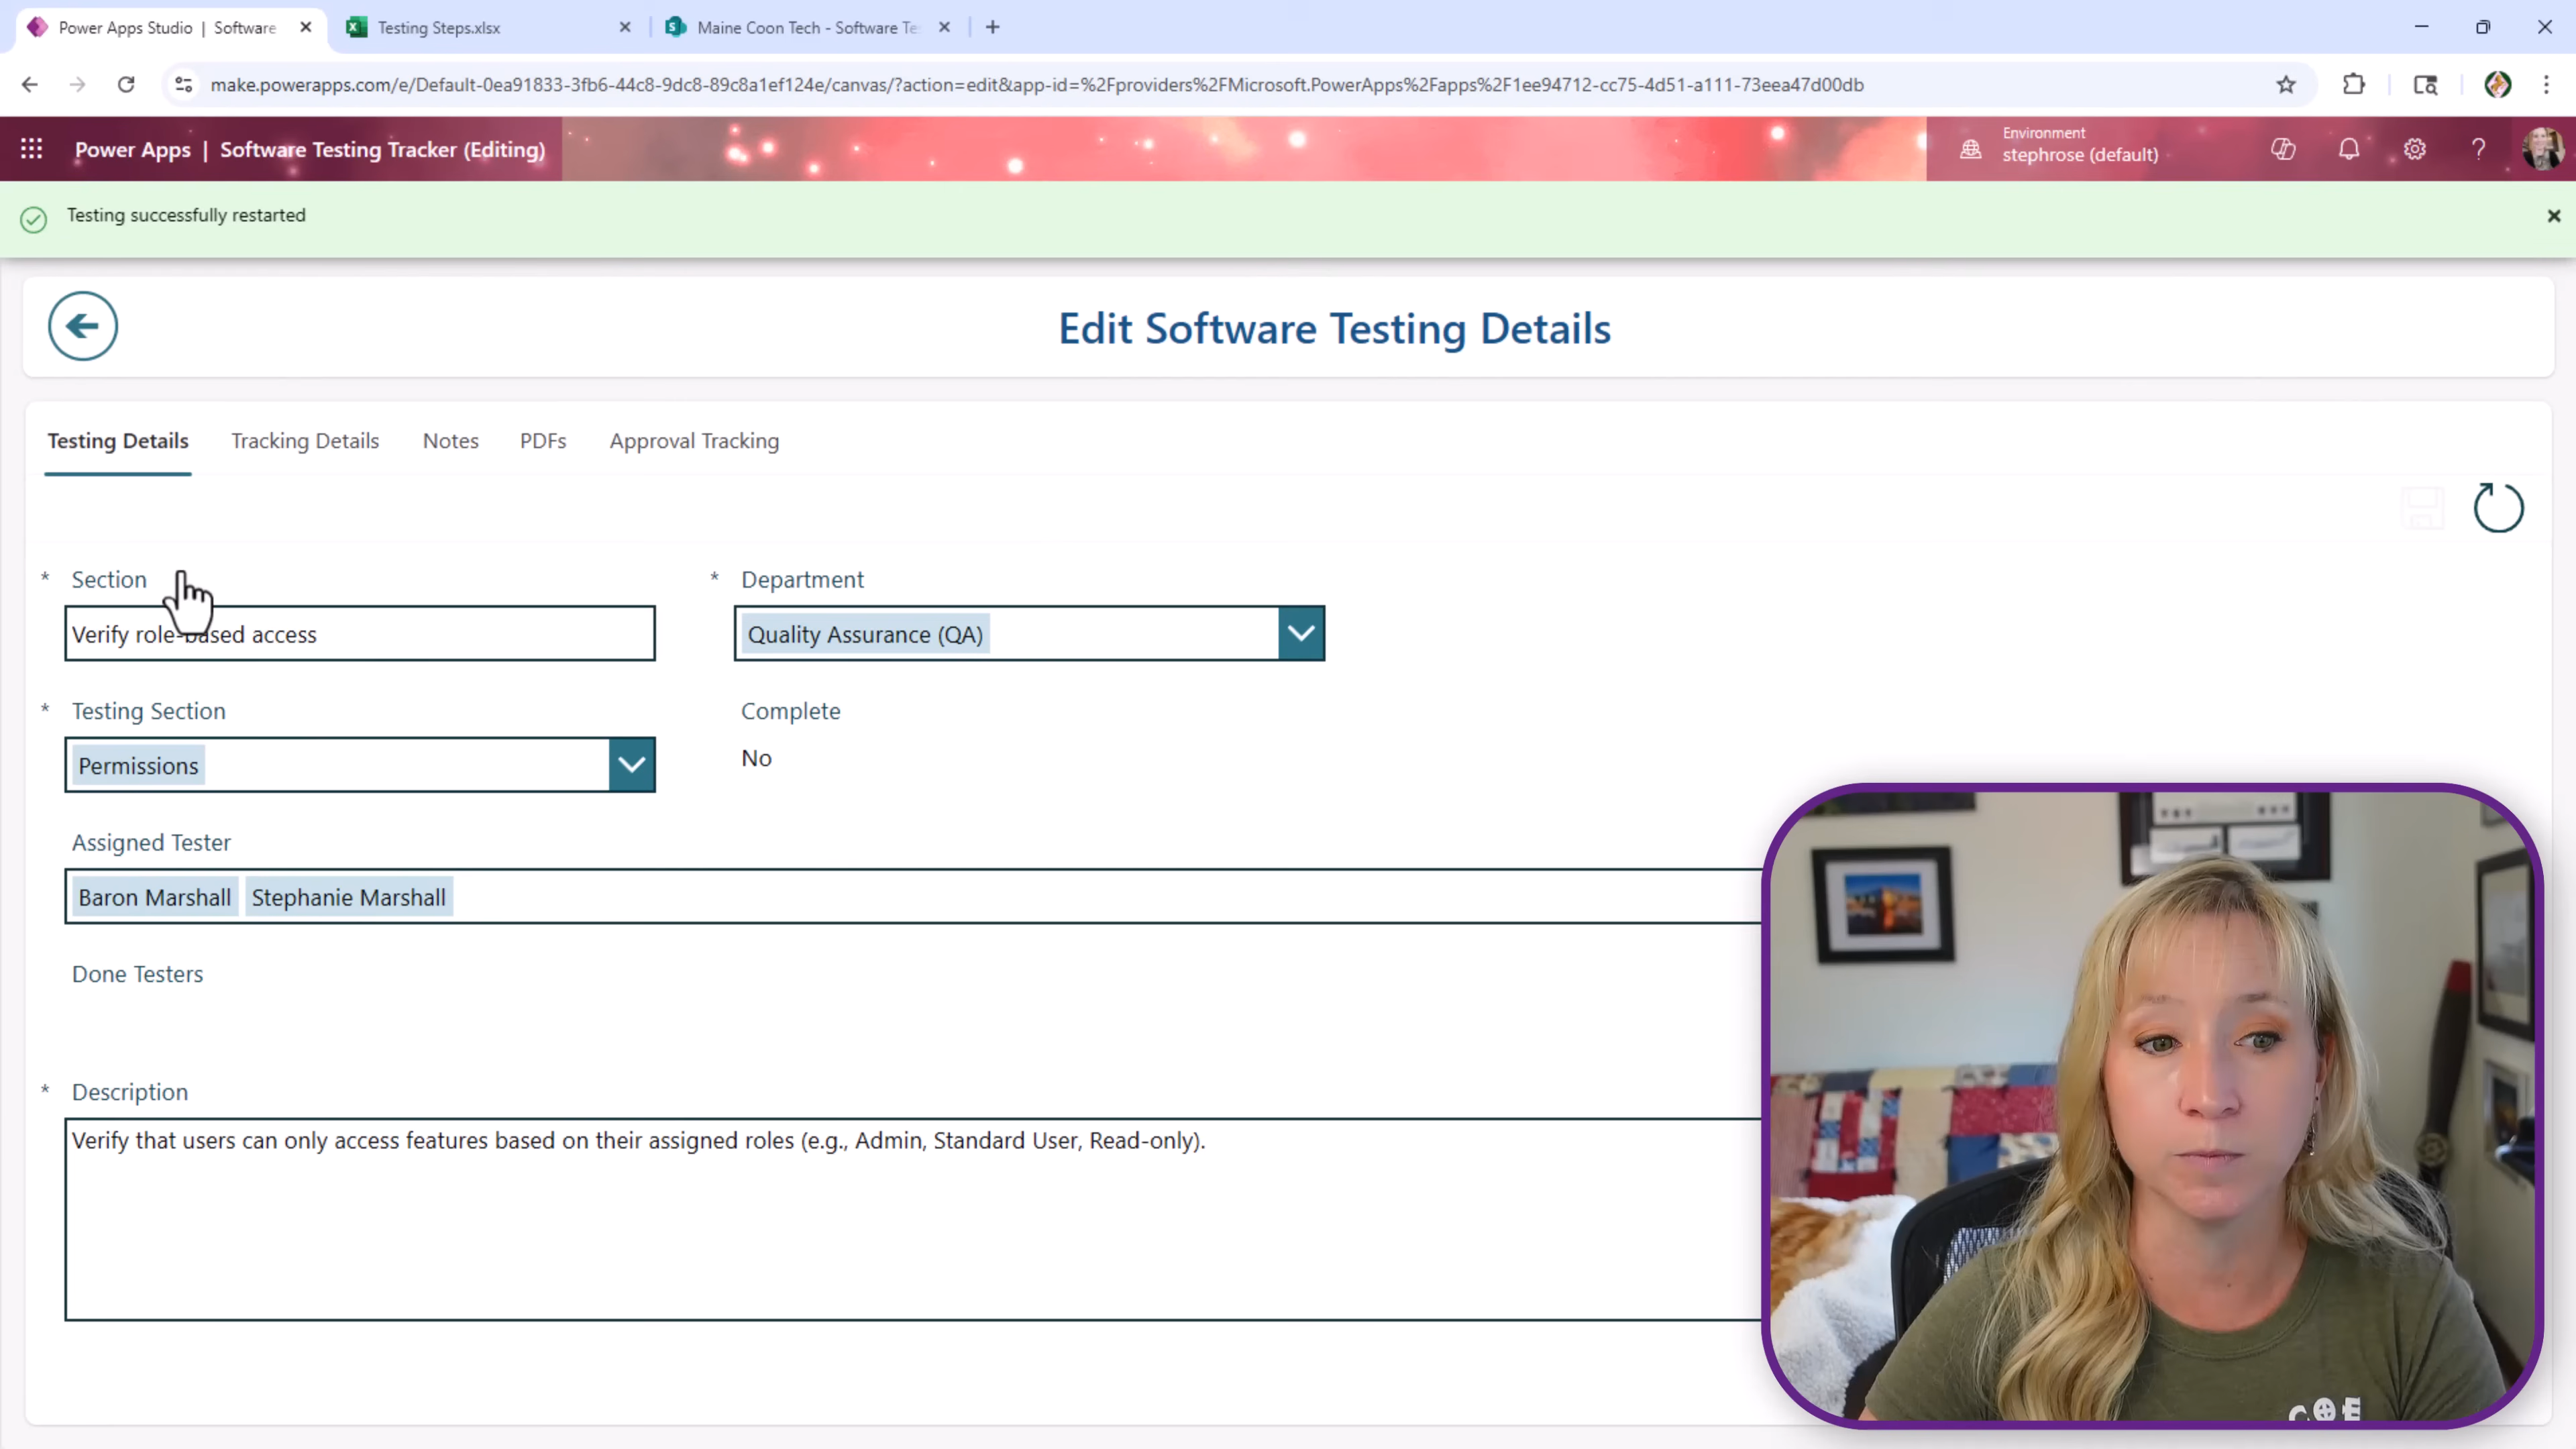 Power Apps Studio | Software
Testing Steps.xlsx
Maine Coon Tech - Software Te
make.powerapps.com/e/Default-0ea91833-3fb6-44c8-9dc8-89c8a1ef124e/canvas/?action=edit&app-id=%2Fproviders%2FMicrosoft.PowerApps%2Fapps%2F1ee94712-cc75-4d51-a111-73eea47d00db
Power Apps | Software Testing Tracker (Editing)
Environment
stephrose (default)
Testing successfully restarted
Edit Software Testing Details
Testing Details Tracking Details Notes PDFs Approval Tracking
* Section
Verify role-based access
* Department
Quality Assurance (QA)
* Testing Section
Permissions
Complete
No
Assigned Tester
Baron Marshall Stephanie Marshall
Done Testers
* Description
Verify that users can only access features based on their assigned roles (e.g., Admin, Standard User, Read-only).